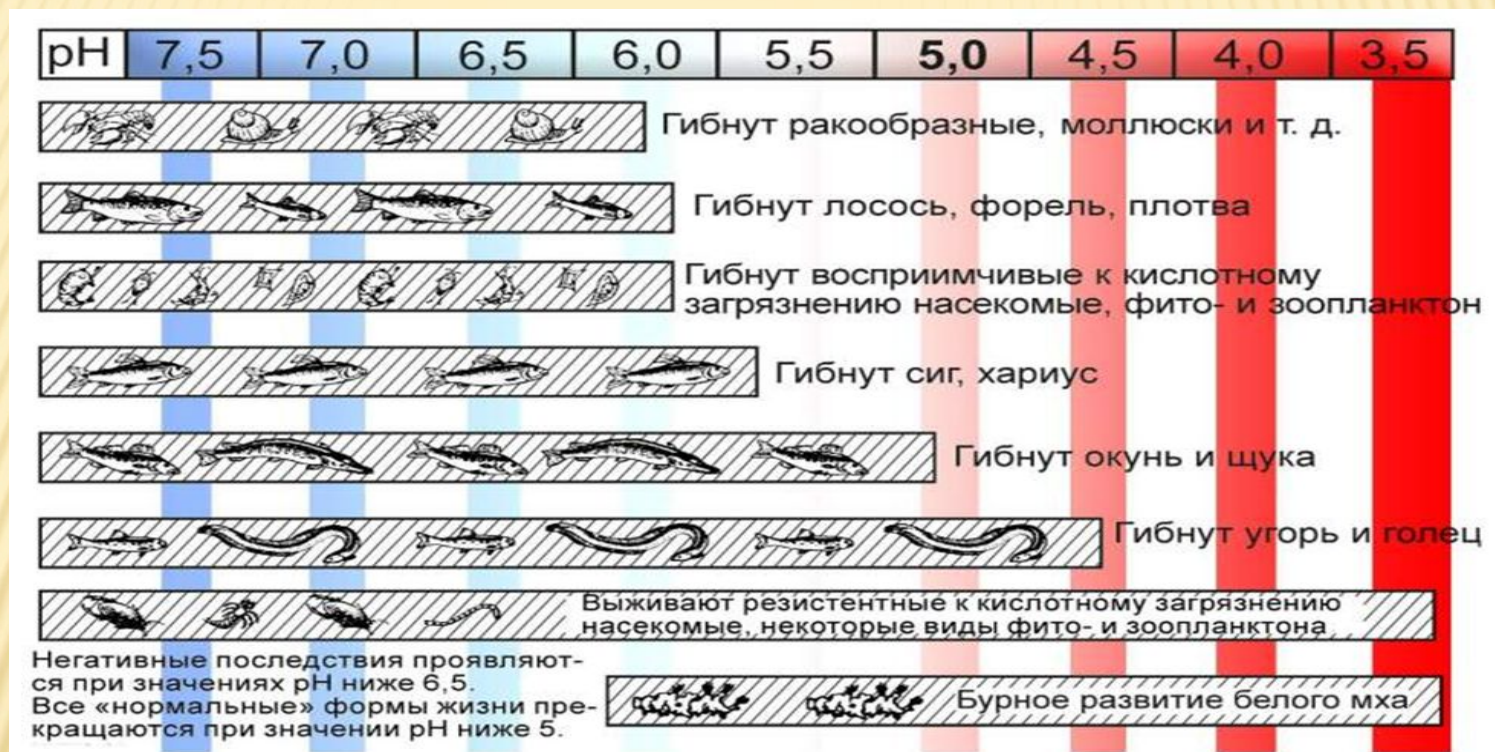 pH 7,5 7,0 6,5 6,0 5,5 5,0 4,5 4,0 3,5
Гибнут ракообразные, моллюски и т. д.
Гибнут лосось, форель, плотва
Гибнут восприимчивые к кислотному
загрязнению насекомые, фито- и зоопланктон
Гибнут сиг, хариус
Гибнут окунь и щука
Гибнут угорь и голец
Выживают резистентные к кислотному загрязнению
насекомые, некоторые виды фито- и зоопланктона
Негативные последствия проявляют-
ся при значениях pH ниже 6,5.
Все «нормальные» формы жизни пре-
кращаются при значении pH ниже 5.
Бурное развитие белого мха